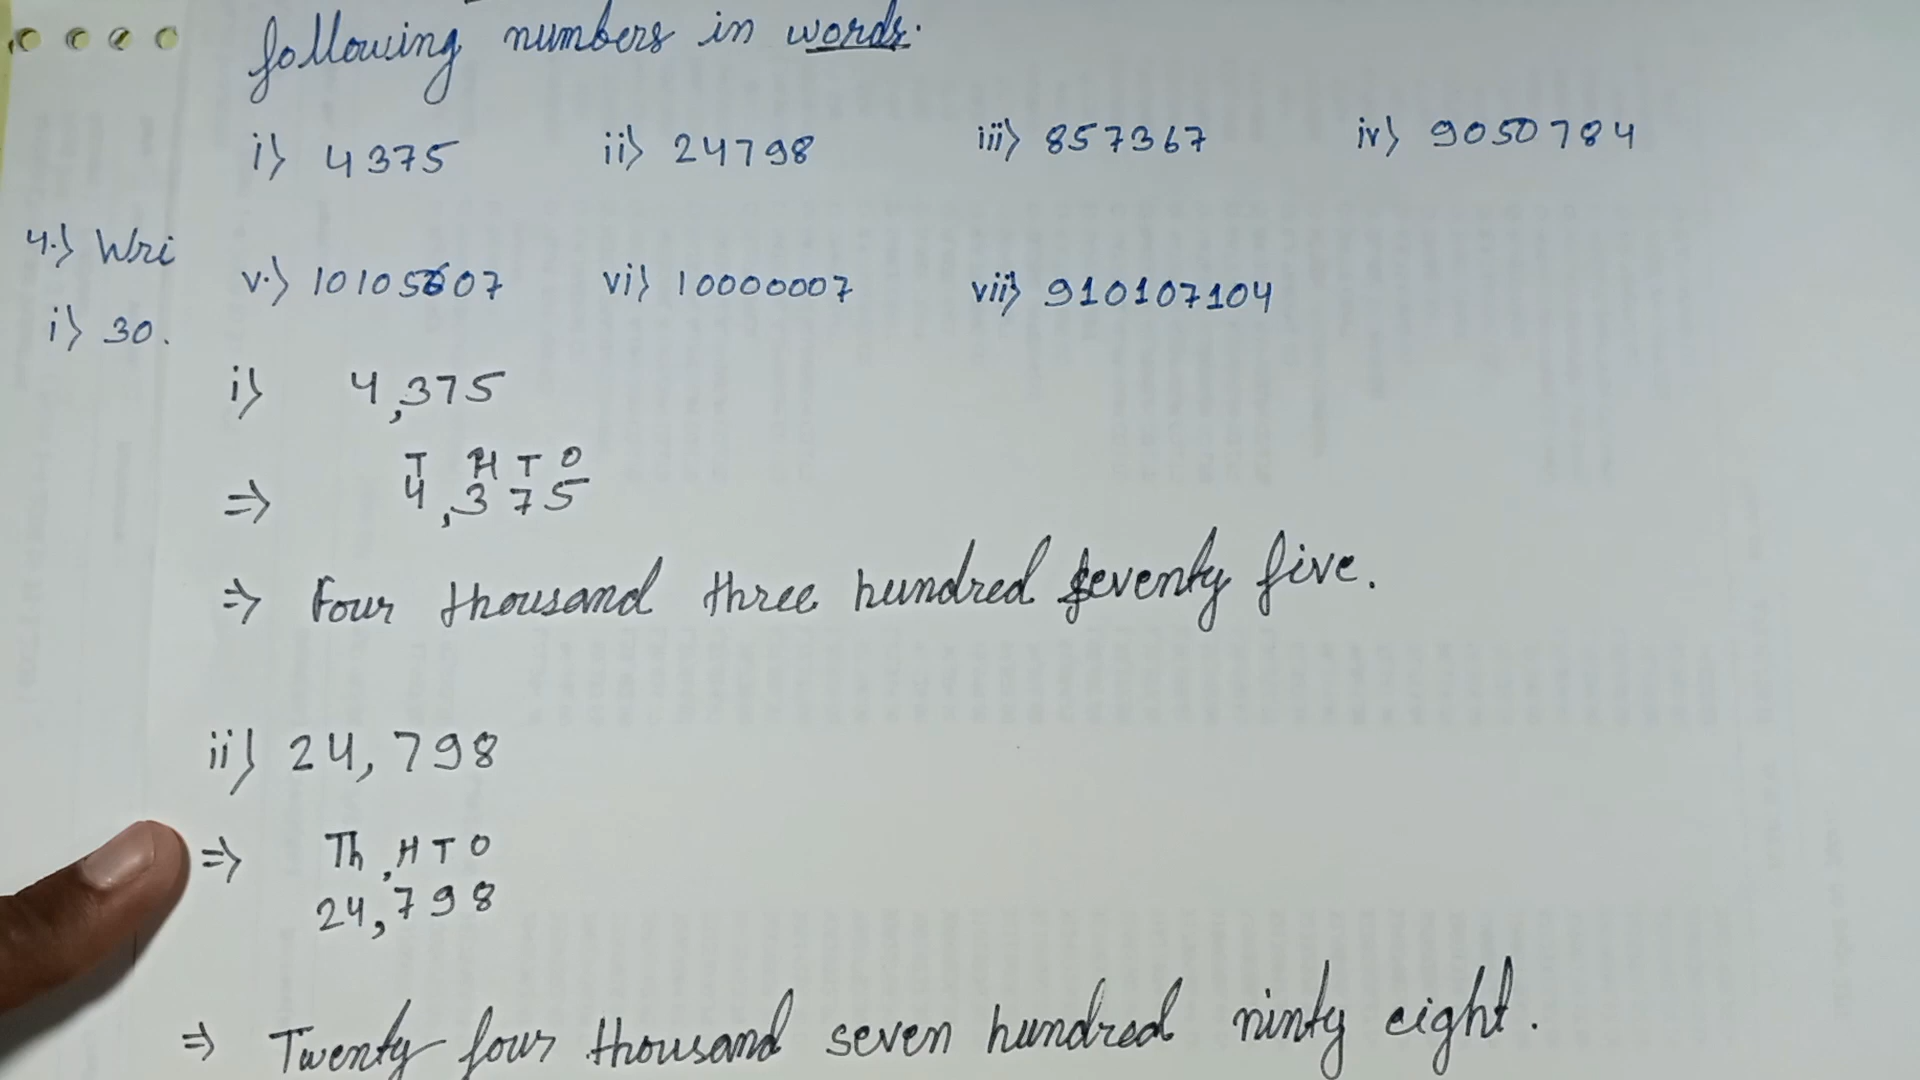 following numbers in words.
i) 4375 ii) 24798 iii) 857367 iv) 9050784
4.) Wri
v.) 10105607 vi) 10000007 vii) 910107104
i) 30.
i) 4,375
T H T O
⇒ 4,375
⇒ Four thousand three hundred seventy five.
ii) 24,798
⇒ Th, H T O
24,798
⇒ Twenty four thousand seven hundred ninty eight.